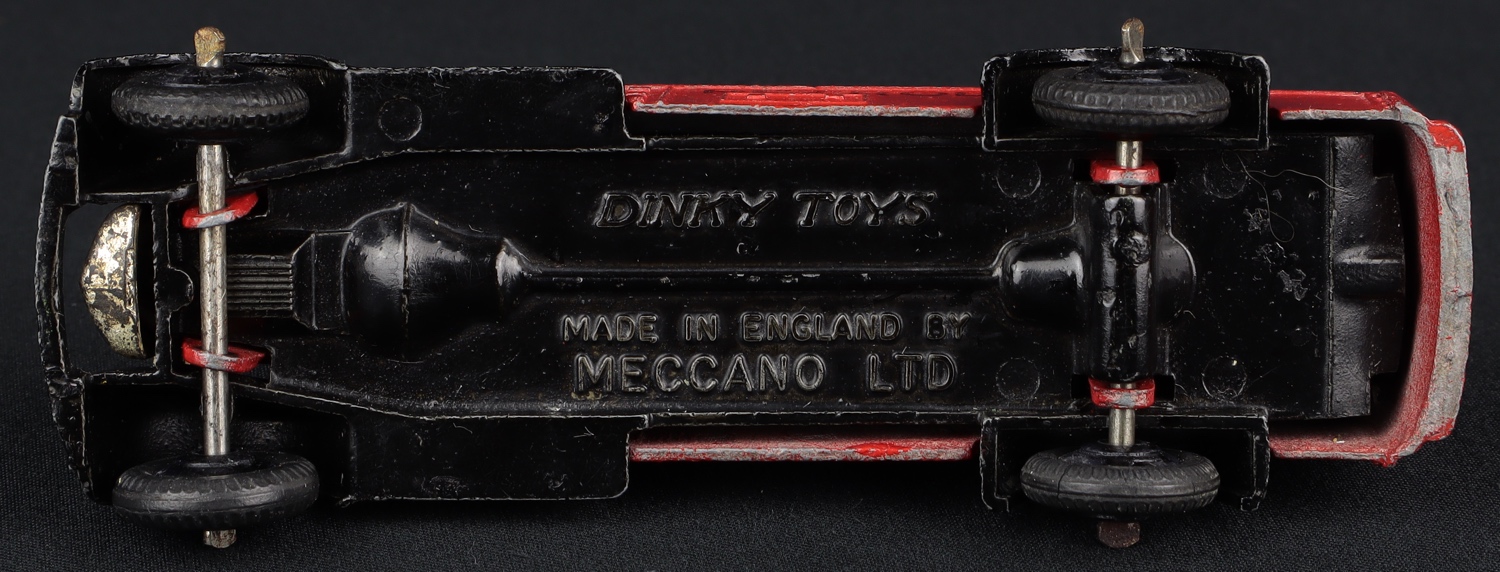 DINKY TOYS
MADE IN ENGLAND BY
MECCANO LTD